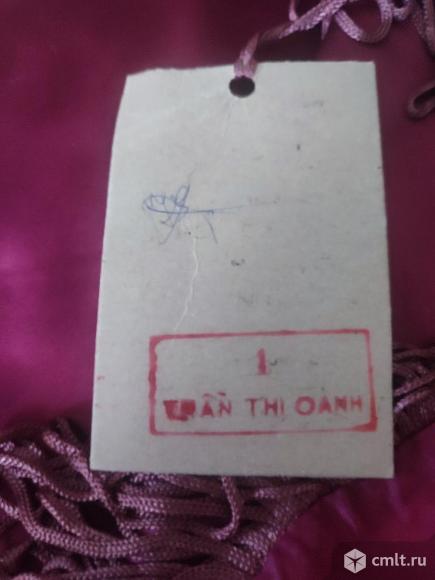 1
TRẦN THỊ OANH
cmlt.ru